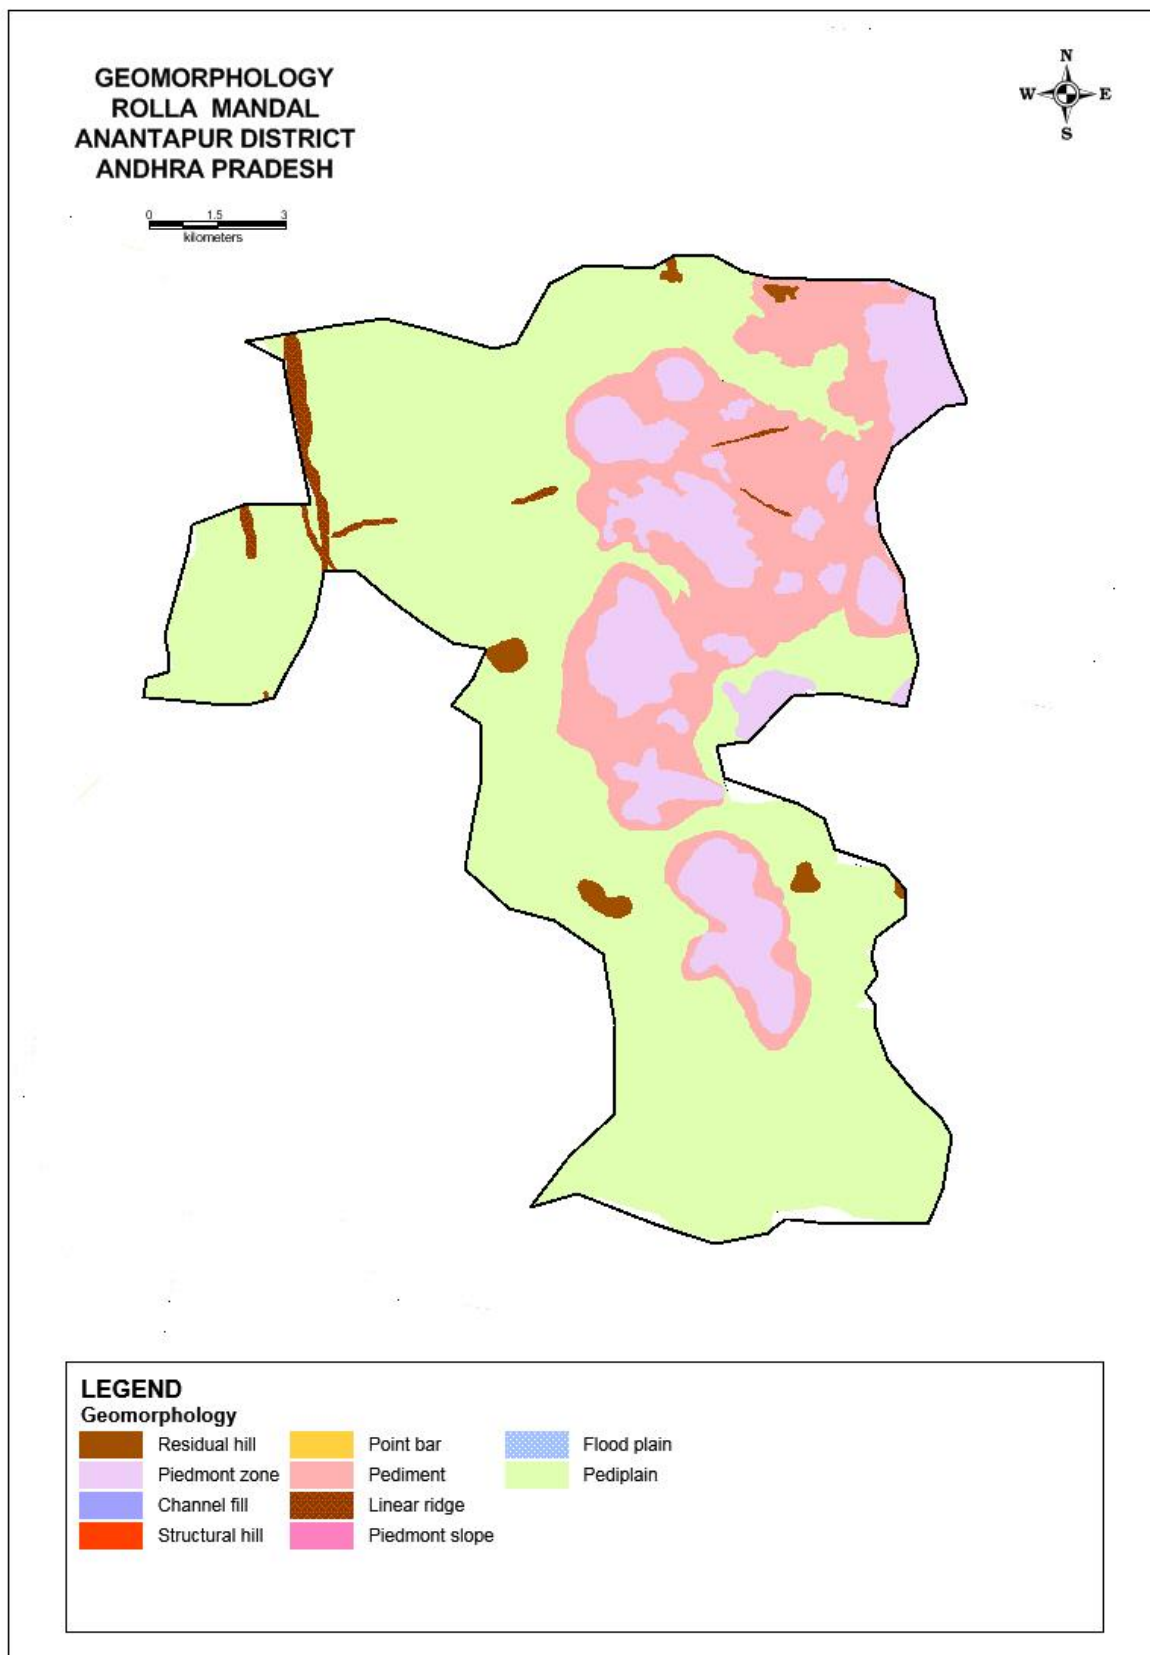 GEOMORPHOLOGY
ROLLA MANDAL
ANANTAPUR DISTRICT
ANDHRA PRADESH
0 1.5 3
kilometers
N
W E
S
LEGEND
Geomorphology
Residual hill Point bar Flood plain
Piedmont zone Pediment Pediplain
Channel fill Linear ridge
Structural hill Piedmont slope